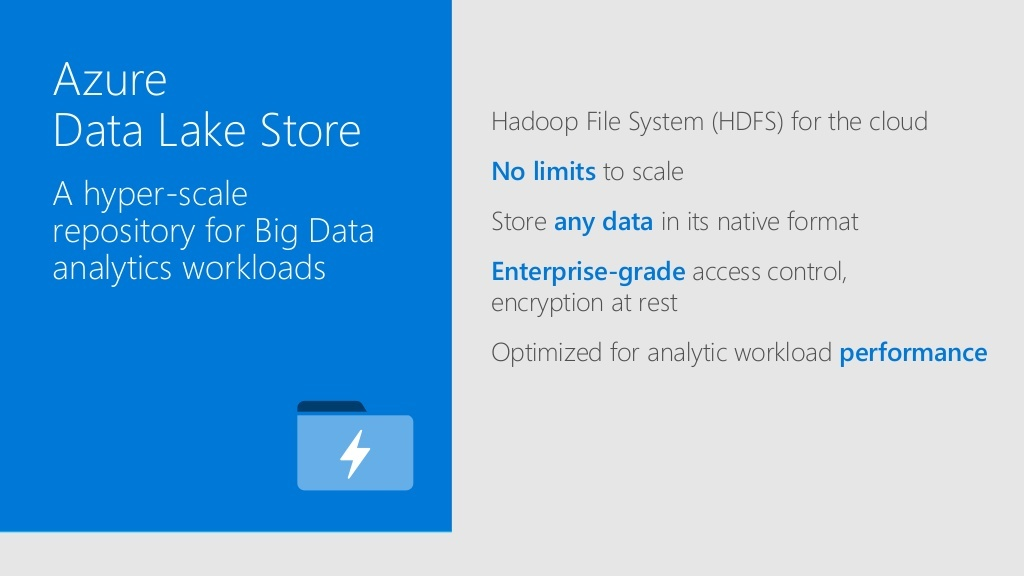 Azure
Data Lake Store
A hyper-scale
repository for Big Data
analytics workloads
Hadoop File System (HDFS) for the cloud
No limits to scale
Store any data in its native format
Enterprise-grade access control,
encryption at rest
Optimized for analytic workload performance